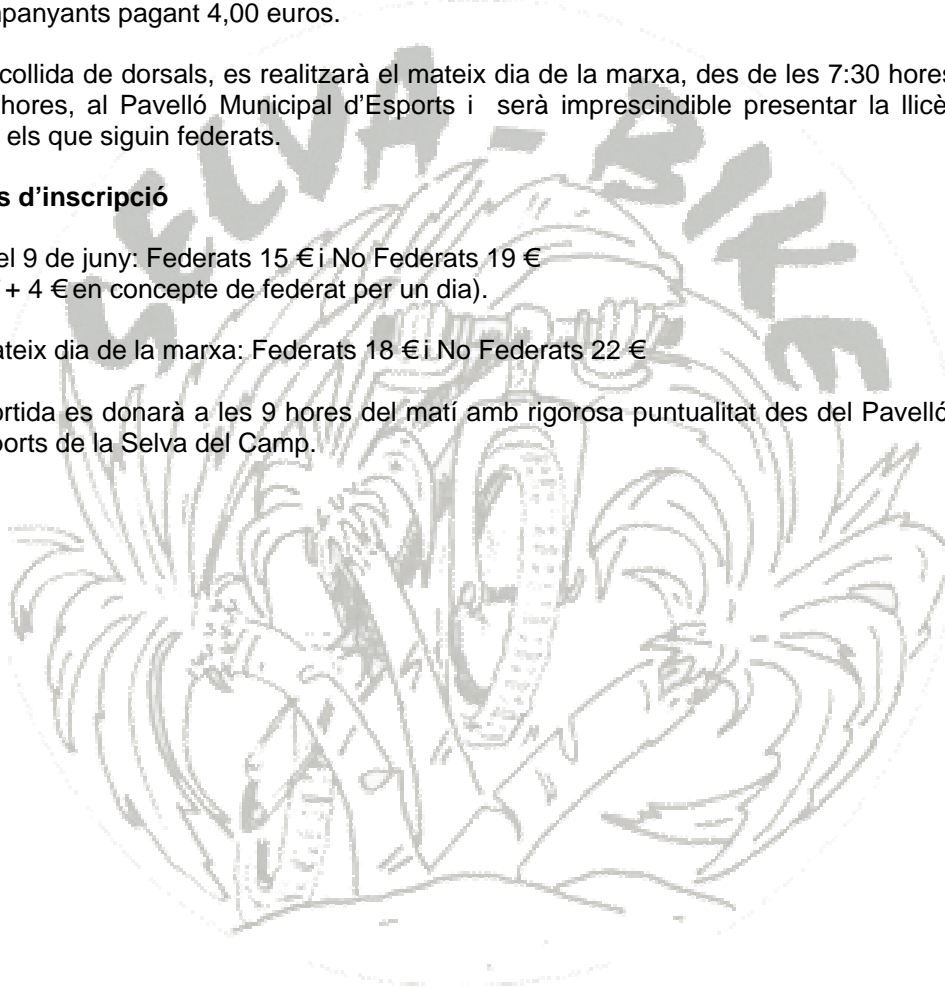 mpanyants pagant 4,00 euros.
collida de dorsals, es realitzarà el mateix dia de la marxa, des de les 7:30 hores
hores, al Pavelló Municipal d'Esports i serà imprescindible presentar la llicè
els que siguin federats.
s d'inscripció
el 9 de juny: Federats 15 € i No Federats 19 €
+ 4 € en concepte de federat per un dia).
ateix dia de la marxa: Federats 18 € i No Federats 22 €
ortida es donarà a les 9 hores del matí amb rigorosa puntualitat des del Pavelló
ports de la Selva del Camp.
SELVA - BIKE